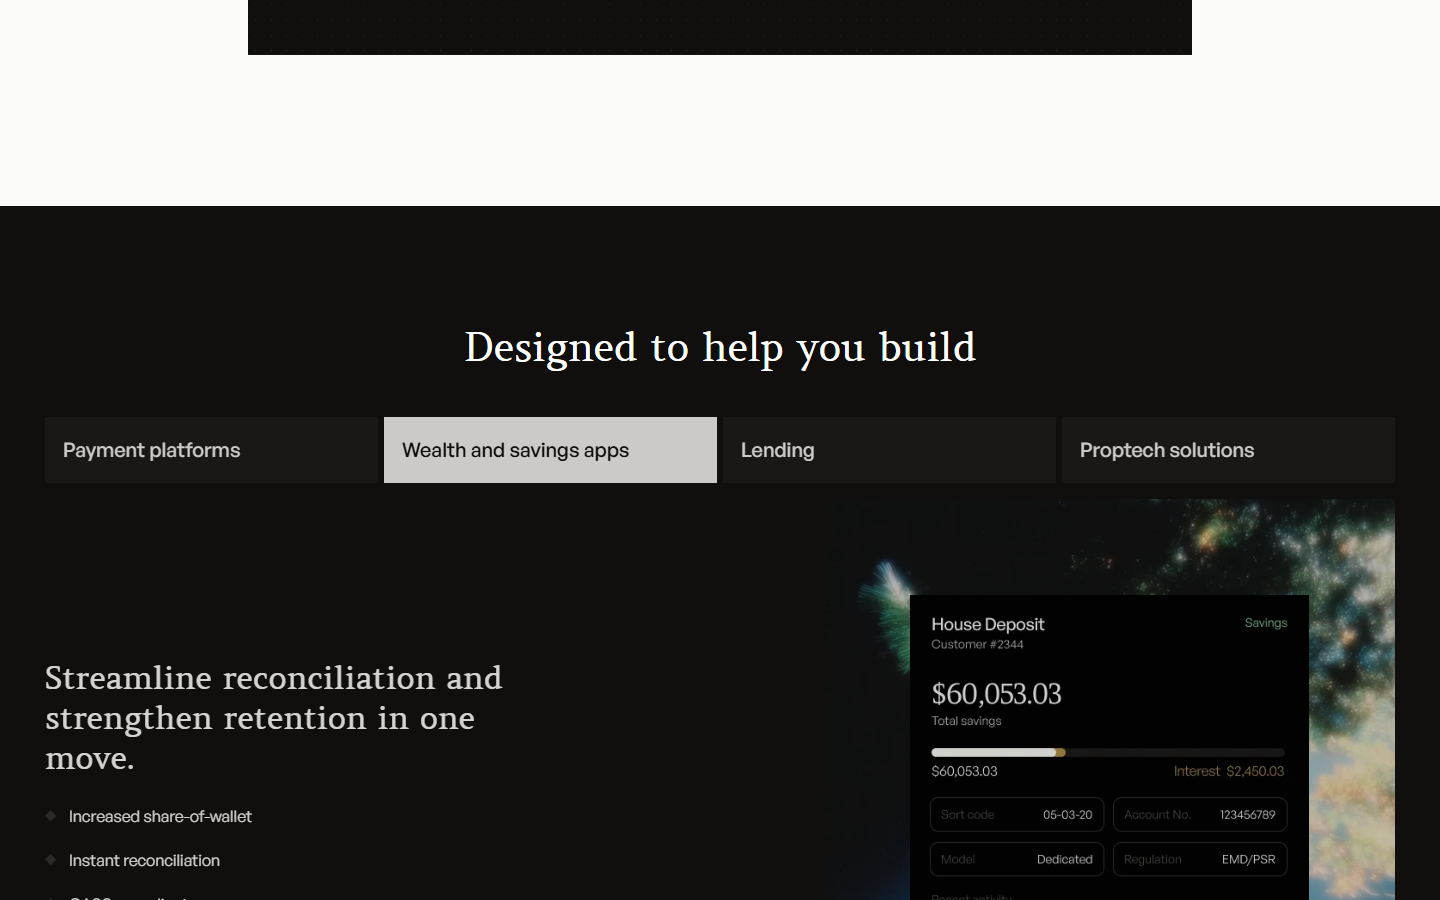 Designed to help you build
Payment platforms
Wealth and savings apps
Lending
Proptech solutions
Streamline reconciliation and
strengthen retention in one
move.
Increased share-of-wallet
Instant reconciliation
House Deposit
Savings
Customer #2344
$60,053.03
Total savings
$60,053.03
Interest $2,450.03
Sort code 05-03-20
Account No. 123456789
Model Dedicated
Regulation EMD/PSR
Recent activity